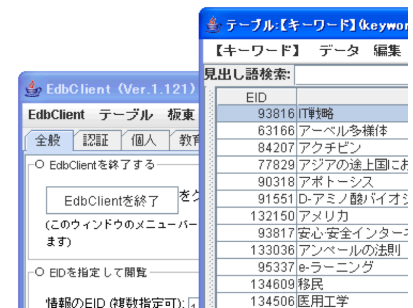 テーブル:【キーワード】(keywor
【キーワード】 データ 編集
見出し語検索:
EID
93816 IT戦略
63166 アーベル多様体
84207 アクチビン
77829 アジアの途上国にお
90318 アポトーシス
91551 D-アミノ酸バイオシ
132150 アメリカ
93817 安心・安全インターネ
133036 アンペールの法則
95337 e-ラーニング
134609 移民
134506 医用工学
EdbClient (Ver.1.121)
EdbClient テーブル 板東
全般 認証 個人 教育
EdbClientを終了する
EdbClientを終了 をク
(このウィンドウのメニューバー
ます)
EIDを指定して閲覧
情報のEID (複数指定可):